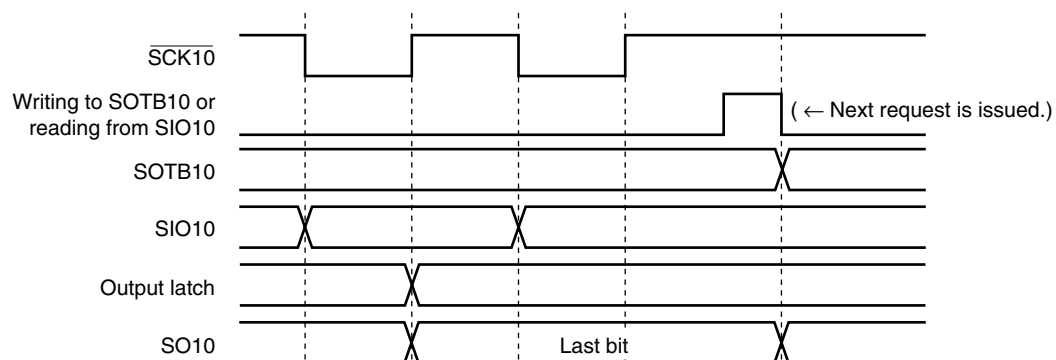 SCK10
Writing to SOTB10 or
reading from SIO10
( ← Next request is issued.)
SOTB10
SIO10
Output latch
SO10
Last bit